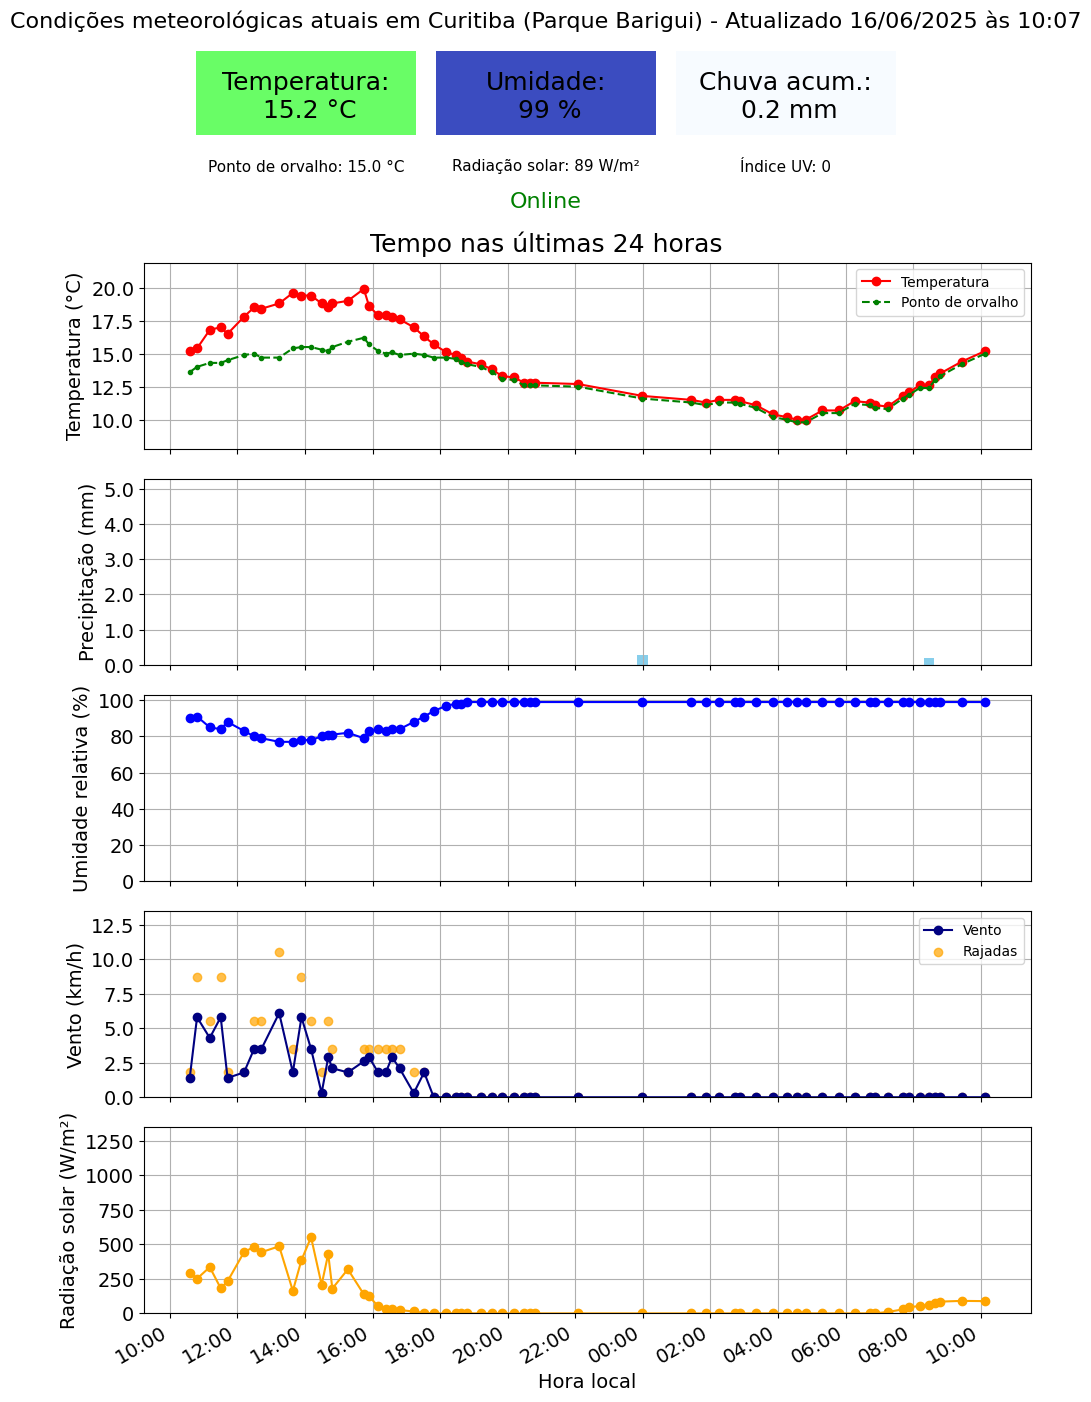 Condições meteorológicas atuais em Curitiba (Parque Barigui) - Atualizado 16/06/2025 às 10:07
Temperatura:
15.2 °C
Umidade:
99 %
Chuva acum.:
0.2 mm
Ponto de orvalho: 15.0 °C
Radiação solar: 89 W/m²
Índice UV: 0
Online
Tempo nas últimas 24 horas
Temperatura (°C)
20.0
17.5
15.0
12.5
10.0
Temperatura
Ponto de orvalho
Precipitação (mm)
5.0
4.0
3.0
2.0
1.0
0.0
Umidade relativa (%)
100
80
60
40
20
0
Vento (km/h)
12.5
10.0
7.5
5.0
2.5
0.0
Vento
Rajadas
Radiação solar (W/m²)
1250
1000
750
500
250
0
10:00
12:00
14:00
16:00
18:00
20:00
22:00
00:00
02:00
04:00
06:00
08:00
10:00
Hora local